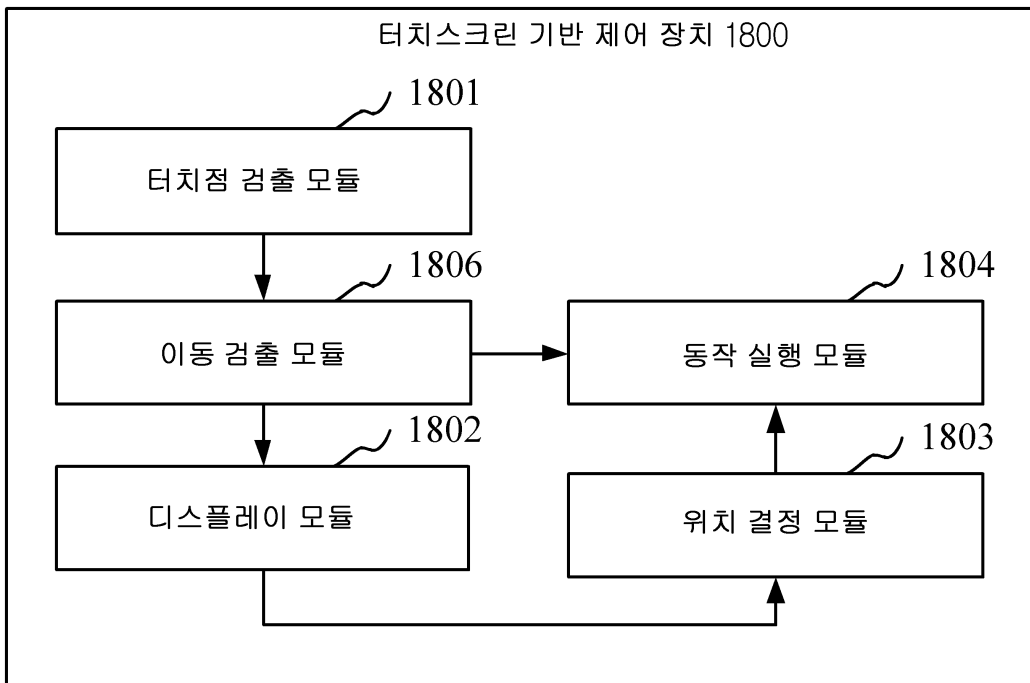 터치스크린 기반 제어 장치 1800
1801
터치점 검출 모듈
1806
이동 검출 모듈
1804
동작 실행 모듈
1802
디스플레이 모듈
1803
위치 결정 모듈